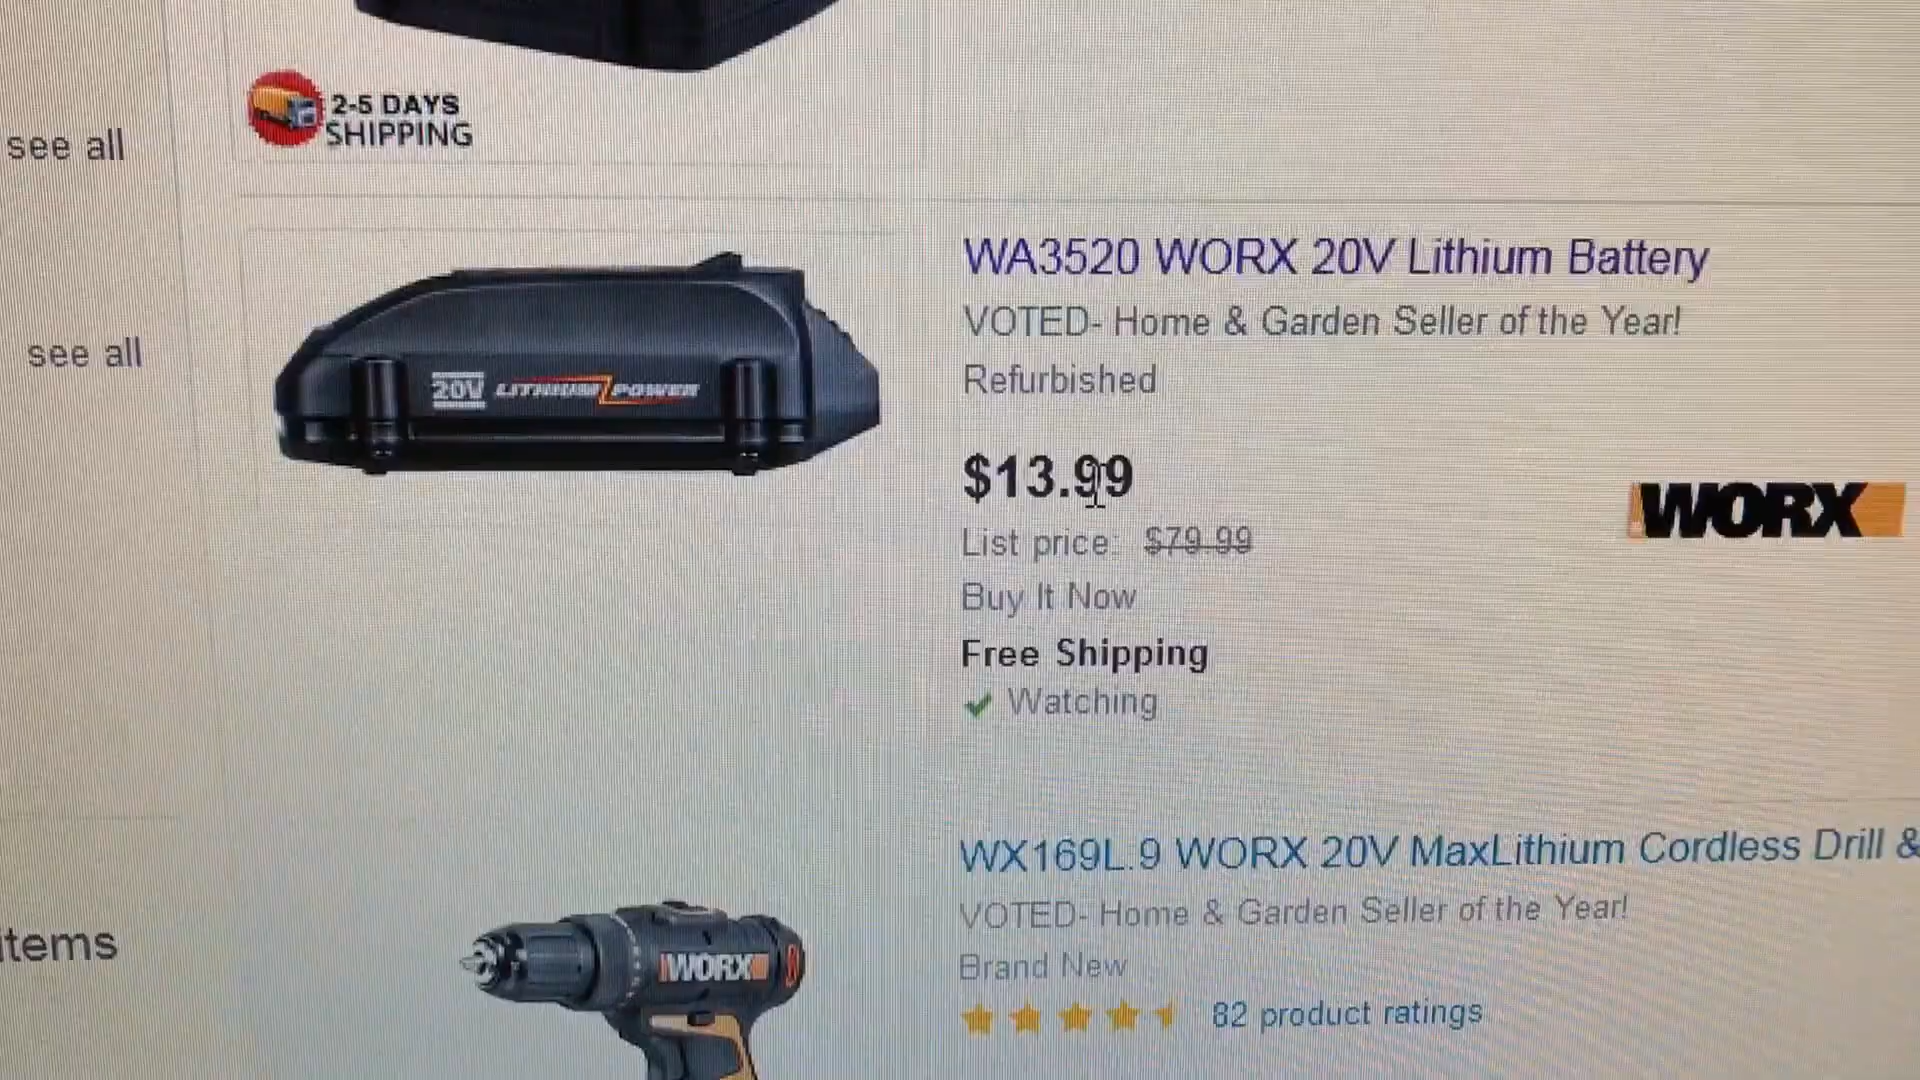 2-5 DAYS
SHIPPING
see all
see all
WA3520 WORX 20V Lithium Battery
VOTED- Home & Garden Seller of the Year!
Refurbished
20V LITHIUM POWER
$13.99
WORX
List price: $79.99
Buy It Now
Free Shipping
Watching
WX169L.9 WORX 20V MaxLithium Cordless Drill &
VOTED- Home & Garden Seller of the Year!
items
Brand New
WORX
82 product ratings